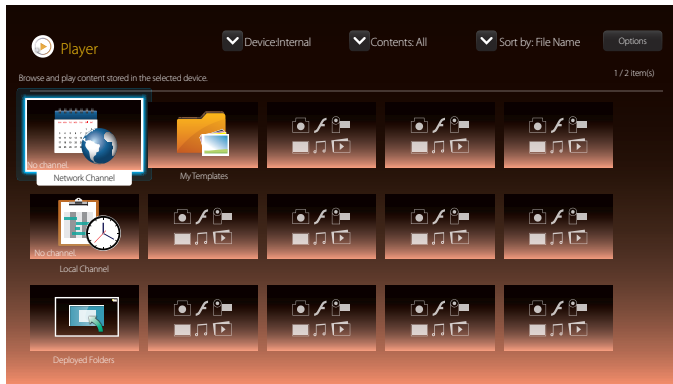 Player
Device:Internal
Contents: All
Sort by: File Name
Options
Browse and play content stored in the selected device.
1 / 2 item(s)
No channel.
Network Channel
My Templates
No channel.
Local Channel
Deployed Folders